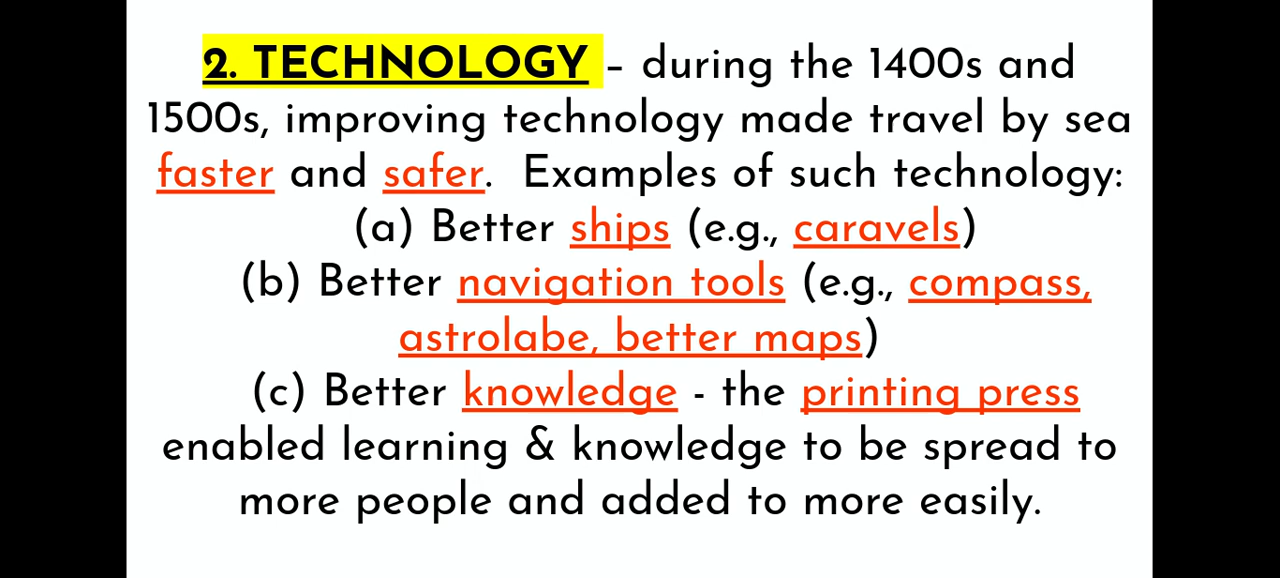 2. TECHNOLOGY – during the 1400s and
1500s, improving technology made travel by sea
faster and safer.  Examples of such technology:
(a) Better ships (e.g., caravels)
(b) Better navigation tools (e.g., compass,
astrolabe, better maps)
(c) Better knowledge - the printing press
enabled learning & knowledge to be spread to
more people and added to more easily.